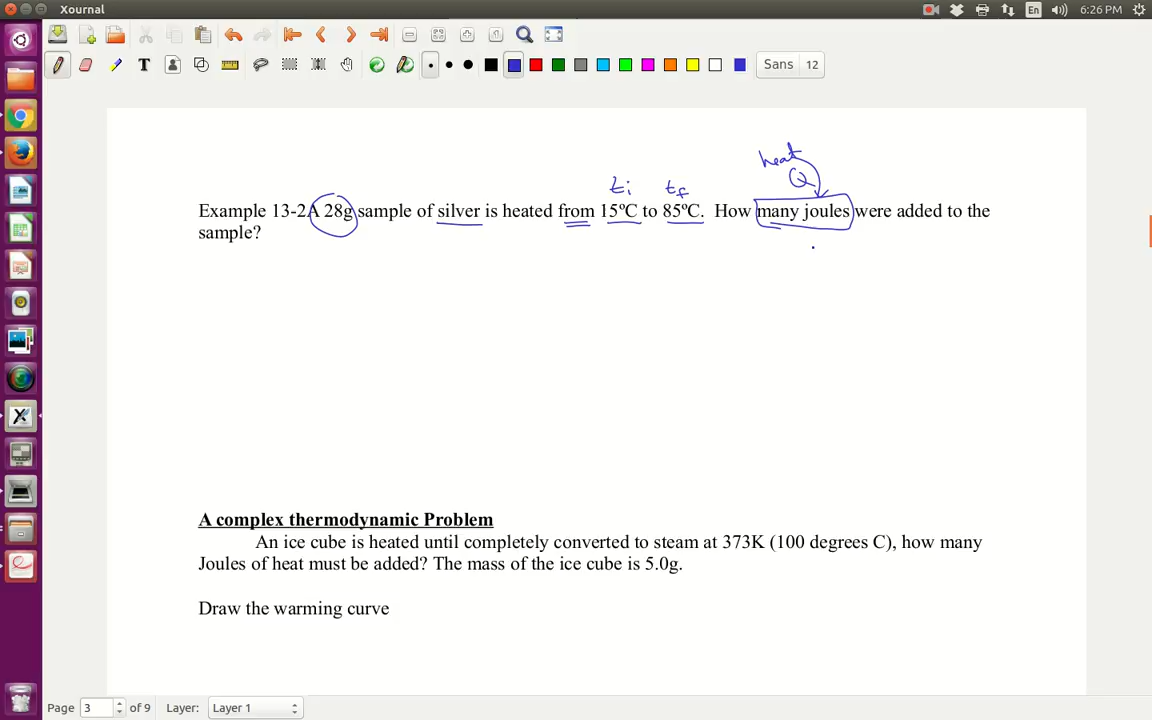 Xournal
En
6:26 PM
Sans 12
heat
Q
ti
tf
Example 13-2A 28g sample of silver is heated from 15ºC to 85ºC. How many joules were added to the
sample?
A complex thermodynamic Problem
An ice cube is heated until completely converted to steam at 373K (100 degrees C), how many
Joules of heat must be added? The mass of the ice cube is 5.0g.
Draw the warming curve
Page 3 of 9 Layer: Layer 1